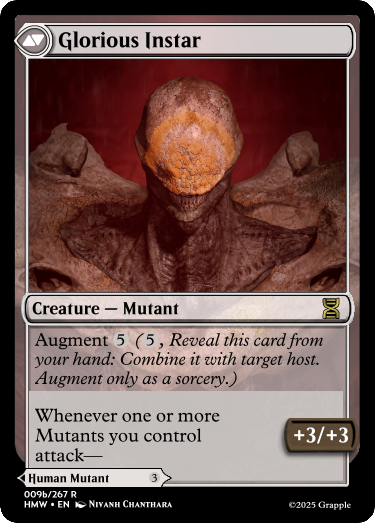 Glorious Instar
Creature — Mutant
Augment 5 (5, Reveal this card from
your hand: Combine it with target host.
Augment only as a sorcery.)
Whenever one or more
Mutants you control
attack—
+3/+3
Human Mutant 3
009b/267 R
HMW • EN Nivanh Chanthara
©2025 Grapple